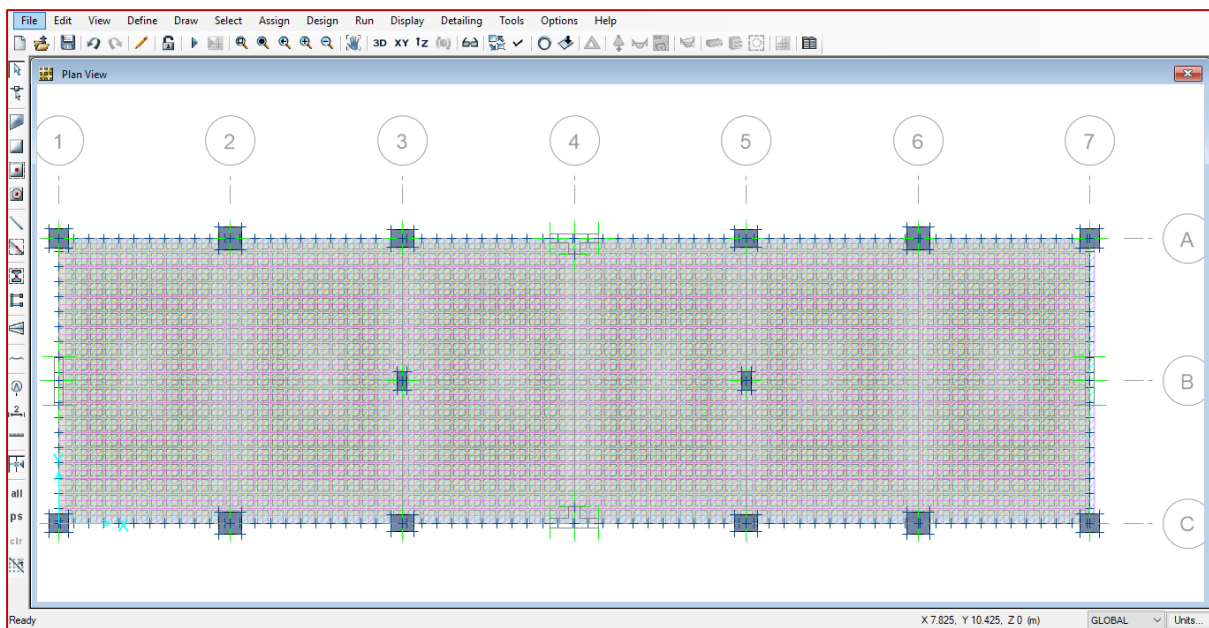 File Edit View Define Draw Select Assign Design Run Display Detailing Tools Options Help
3D XY
Plan View
1 2 3 4 5 6 7
A
B
C
X
all
ps
clr
Ready X 7.825, Y 10.425, Z 0 (m) GLOBAL Units...